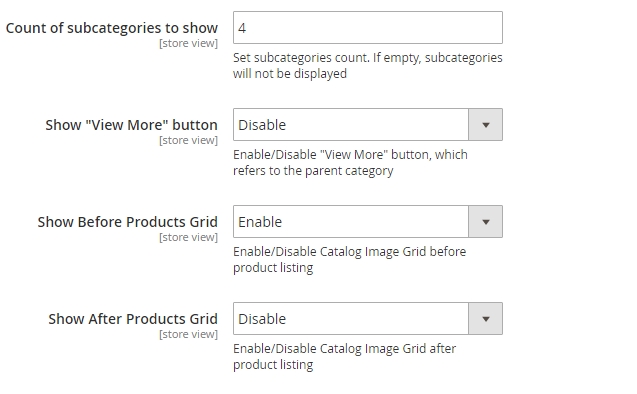 Count of subcategories to show
[store view]
4
Set subcategories count. If empty, subcategories
will not be displayed
Show "View More" button
[store view]
Disable
Enable/Disable "View More" button, which
refers to the parent category
Show Before Products Grid
[store view]
Enable
Enable/Disable Catalog Image Grid before
product listing
Show After Products Grid
[store view]
Disable
Enable/Disable Catalog Image Grid after
product listing